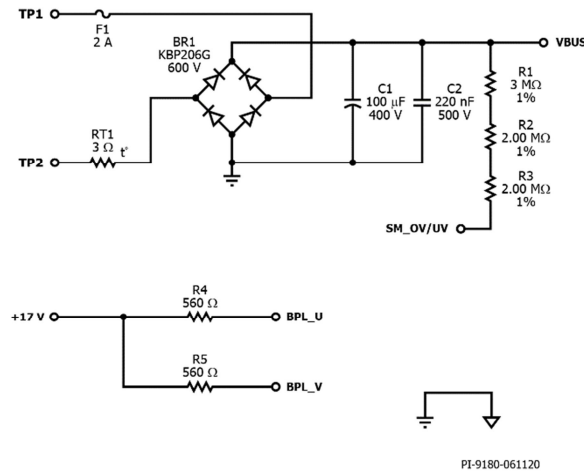 TP1
F1
2 A
BR1
KBP206G
600 V
VBUS
C1
100 µF
400 V
C2
220 nF
500 V
R1
3 MΩ
1%
R2
2.00 MΩ
1%
R3
2.00 MΩ
1%
RT1
3 Ω
t°
TP2
SM_OV/UV
R4
560 Ω
+17 V
BPL_U
R5
560 Ω
BPL_V
PI-9180-061120